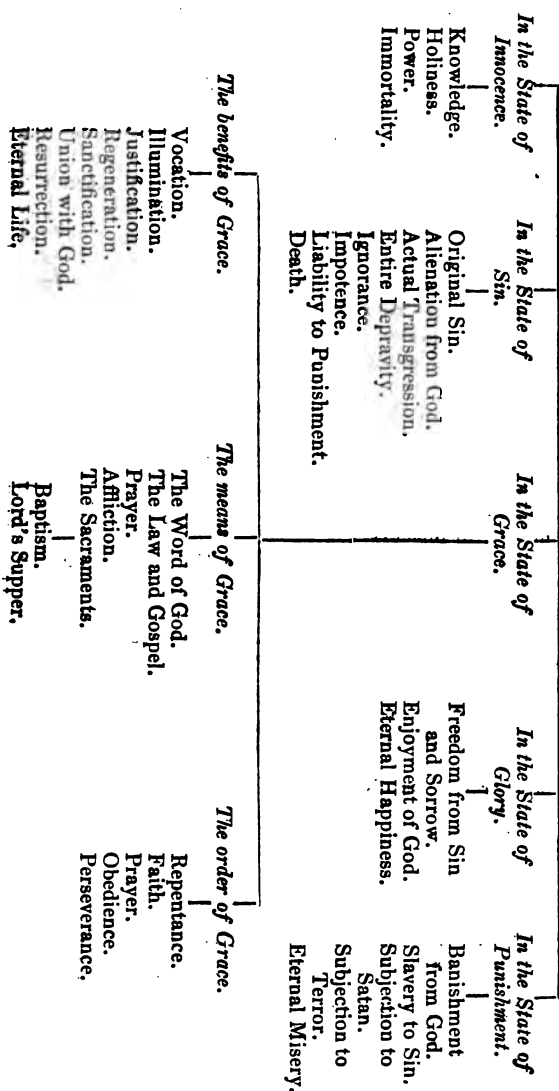 In the State of
Innocence.
Knowledge.
Holiness.
Power.
Immortality.
In the State of
Sin.
Original Sin.
Alienation from God.
Actual Transgression.
Entire Depravity.
Ignorance.
Impotence.
Liability to Punishment.
Death.
In the State of
Grace.
In the State of
Glory.
Freedom from Sin
and Sorrow.
Enjoyment of God.
Eternal Happiness.
In the State of
Punishment.
Banishment
from God.
Slavery to Sin.
Subjection to
Satan.
Subjection to
Terror.
Eternal Misery.
The benefits of Grace.
Vocation.
Illumination.
Justification.
Regeneration.
Sanctification.
Union with God.
Resurrection.
Eternal Life,
The means of Grace.
The Word of God.
The Law and Gospel.
Prayer.
Affliction.
The Sacraments.
Baptism.
Lord's Supper,
The order of Grace.
Repentance.
Faith.
Prayer.
Obedience.
Perseverance,